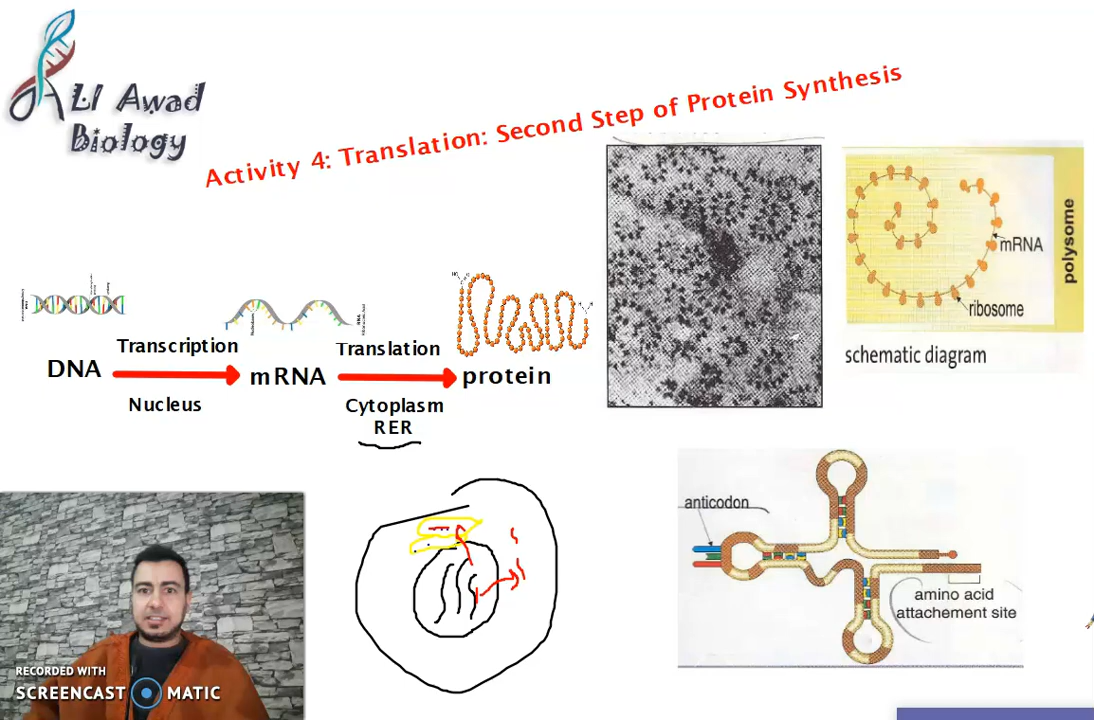 ALI Awad
Biology
Activity 4: Translation: Second Step of Protein Synthesis
DNA
Transcription
Nucleus
mRNA
Translation
Cytoplasm
RER
protein
mRNA
ribosome
polysome
schematic diagram
anticodon
amino acid
attachement site
RECORDED WITH
SCREENCAST MATIC